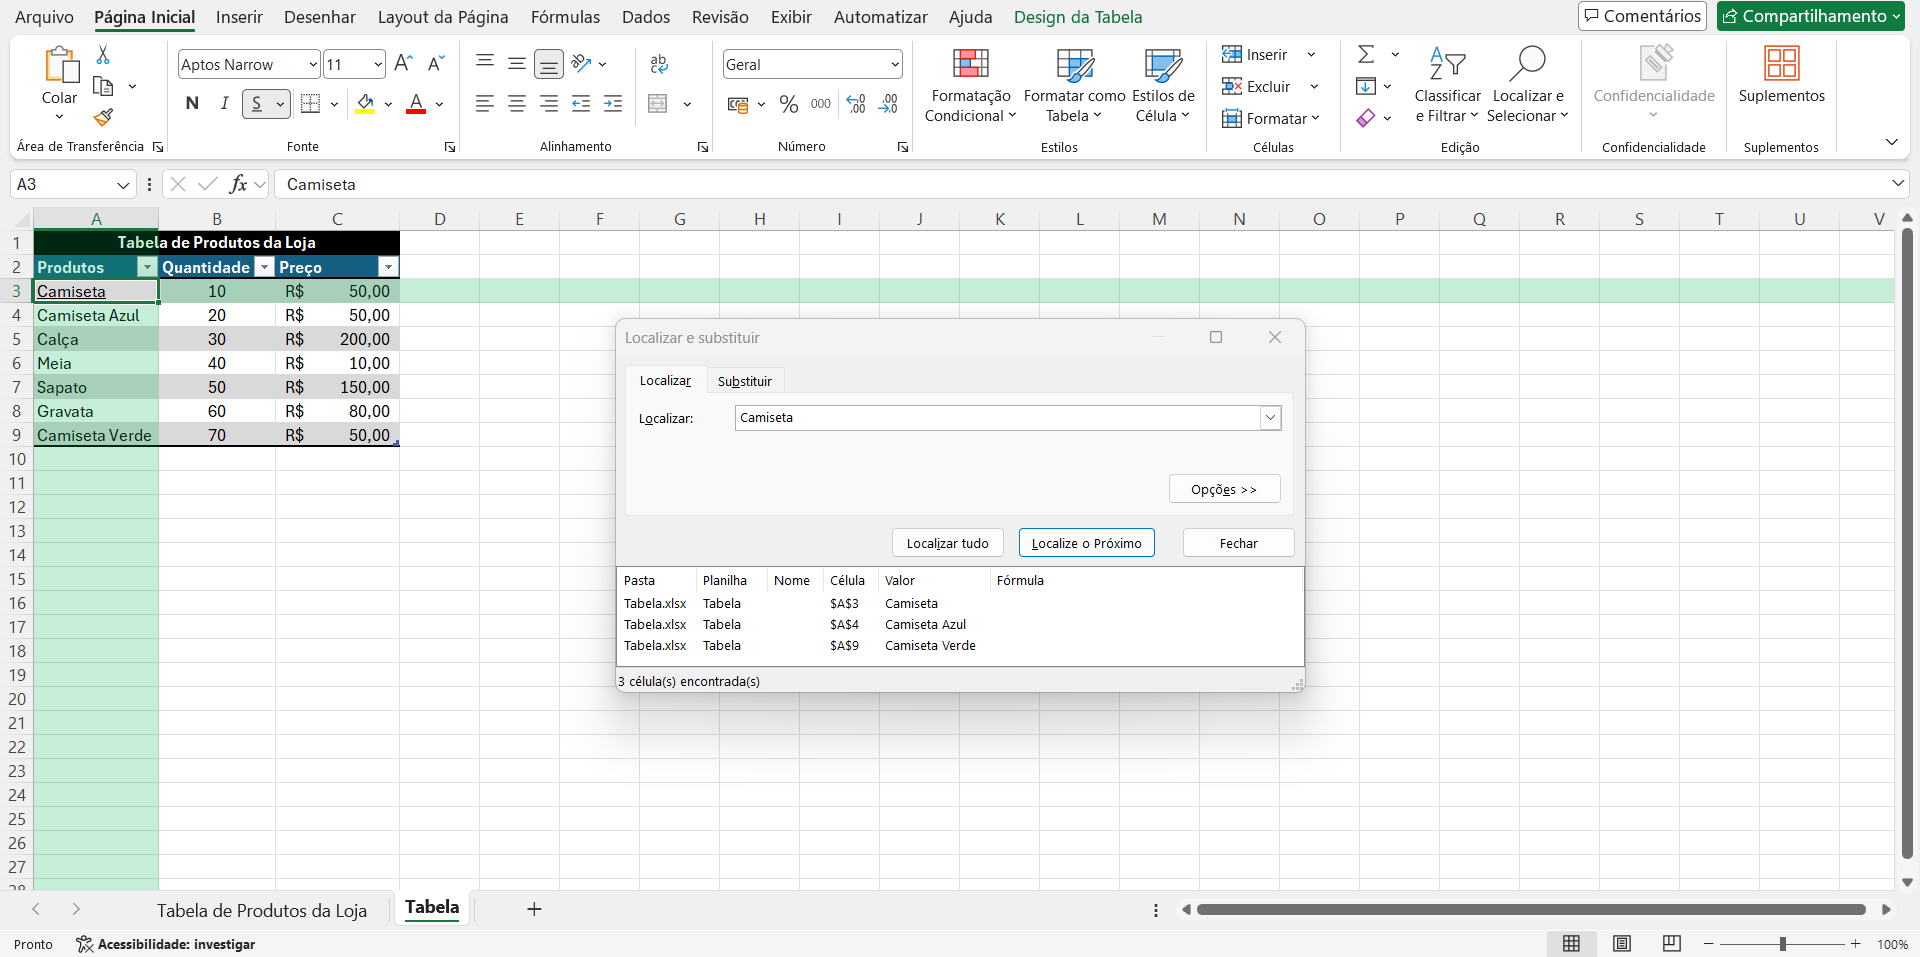 Arquivo Página Inicial Inserir Desenhar Layout da Página Fórmulas Dados Revisão Exibir Automatizar Ajuda Design da Tabela Comentários Compartilhamento
Colar
Aptos Narrow 11
N I S A
ab
Geral
% 000
Formatação Condicional
Formatar como Tabela
Estilos de Célula
Inserir
Excluir
Formatar
Classificar e Filtrar
Localizar e Selecionar
Confidencialidade
Suplementos
Área de Transferência Fonte Alinhamento Número Estilos Células Edição Confidencialidade Suplementos
A3 fx Camiseta
A B C D E F G H I J K L M N O P Q R S T U V
1 Tabela de Produtos da Loja
2 Produtos Quantidade Preço
3 Camiseta 10 R$ 50,00
4 Camiseta Azul 20 R$ 50,00
5 Calça 30 R$ 200,00
6 Meia 40 R$ 10,00
7 Sapato 50 R$ 150,00
8 Gravata 60 R$ 80,00
9 Camiseta Verde 70 R$ 50,00
10
11
12
13
14
15
16
17
18
19
20
21
22
23
24
25
26
27
28
Localizar e substituir
Localizar Substituir
Localizar: Camiseta
Opções >>
Localizar tudo Localize o Próximo Fechar
Pasta Planilha Nome Célula Valor Fórmula
Tabela.xlsx Tabela $A$3 Camiseta
Tabela.xlsx Tabela $A$4 Camiseta Azul
Tabela.xlsx Tabela $A$9 Camiseta Verde
3 célula(s) encontrada(s)
Tabela de Produtos da Loja Tabela
Pronto Acessibilidade: investigar 100%